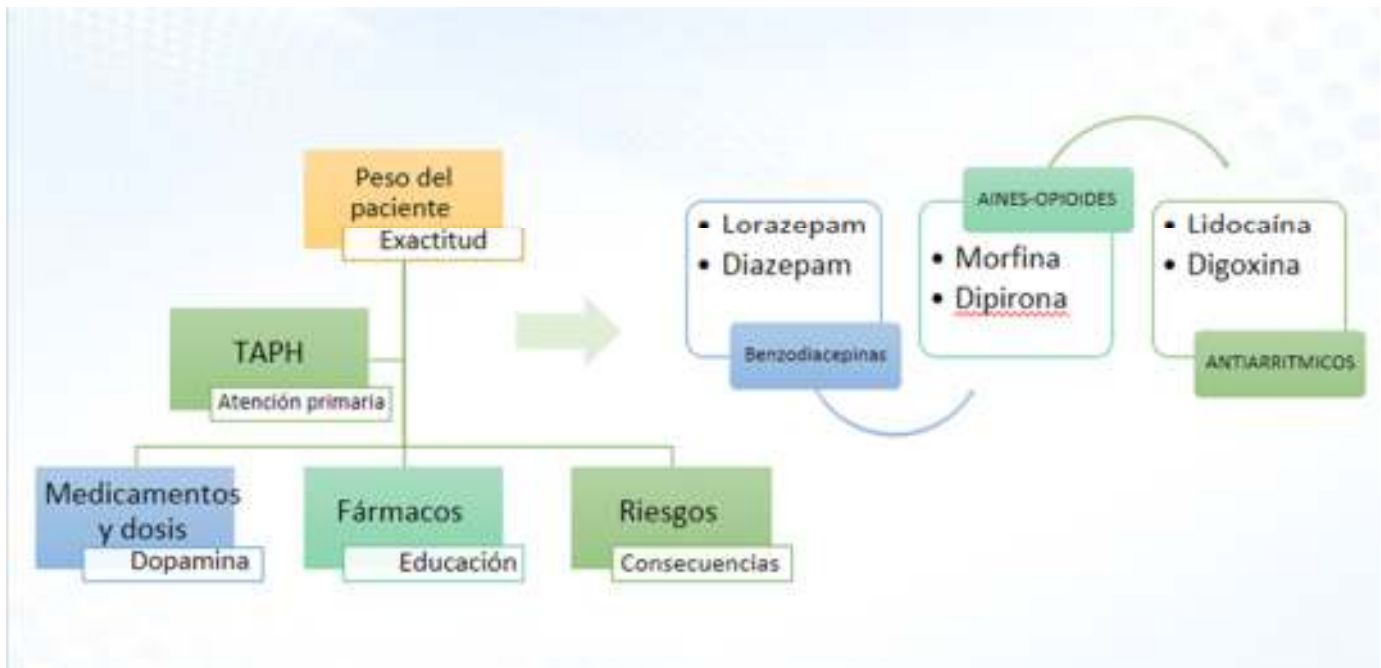 Peso del
paciente
Exactitud
TAPH
Atención primaria
Medicamentos
y dosis
Dopamina
Fármacos
Educación
Riesgos
Consecuencias
• Lorazepam
• Diazepam
Benzodiacepinas
AINES-OPIOIDES
• Morfina
• Dipirona
• Lidocaína
• Digoxina
ANTIARRITMICOS